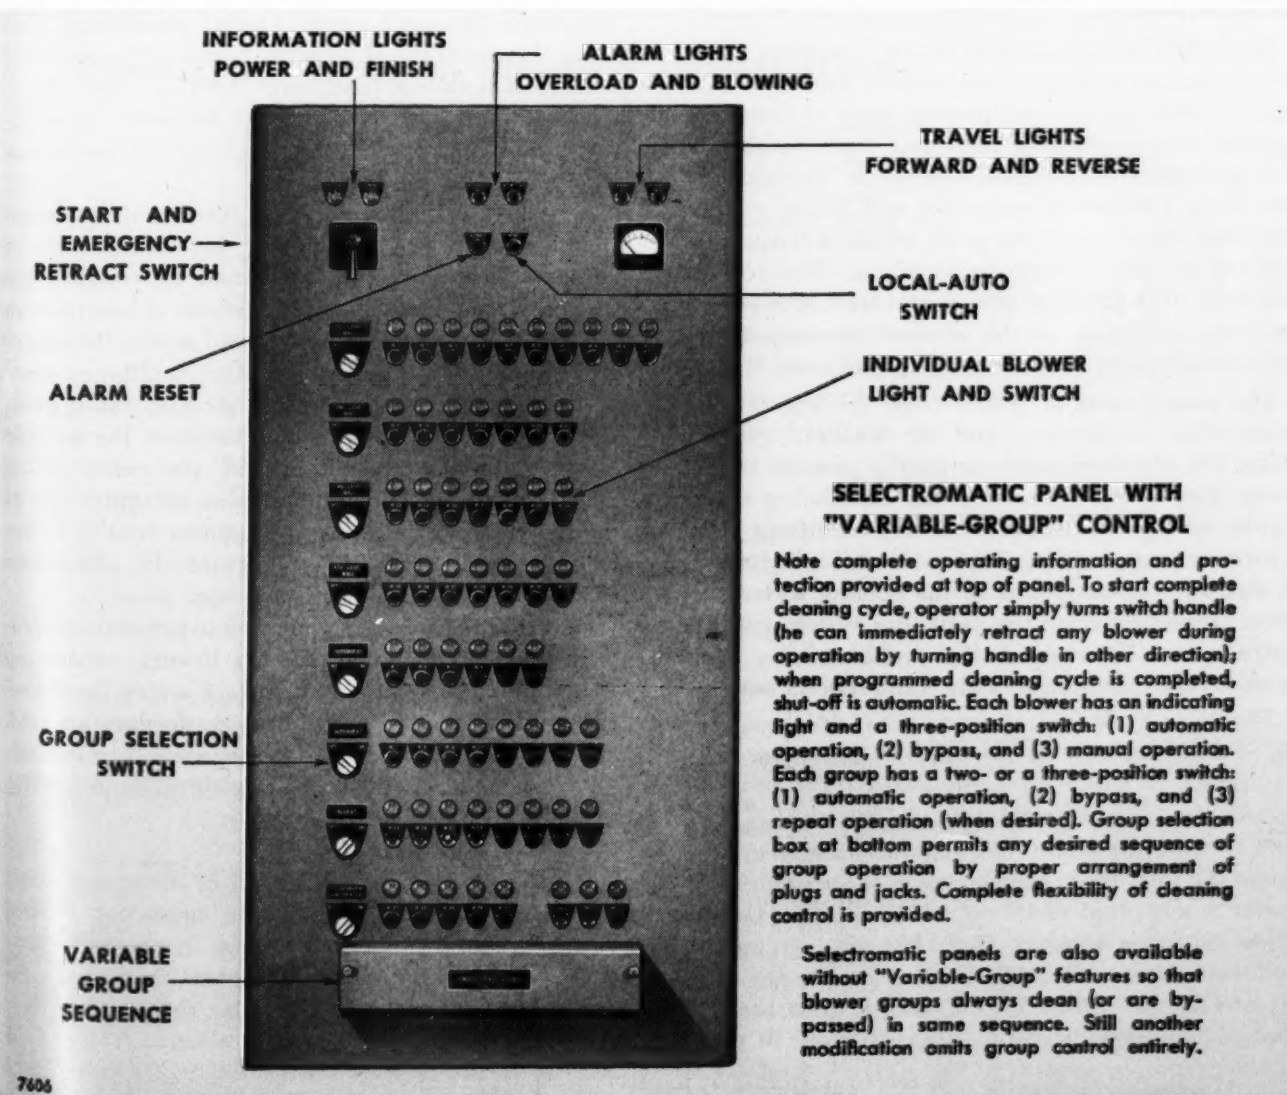 INFORMATION LIGHTS
POWER AND FINISH
ALARM LIGHTS
OVERLOAD AND BLOWING
TRAVEL LIGHTS
FORWARD AND REVERSE
START AND
EMERGENCY
RETRACT SWITCH
LOCAL-AUTO
SWITCH
ALARM RESET
INDIVIDUAL BLOWER
LIGHT AND SWITCH
SELECTROMATIC PANEL WITH
"VARIABLE-GROUP" CONTROL
Note complete operating information and pro-
tection provided at top of panel. To start complete
cleaning cycle, operator simply turns switch handle
(he can immediately retract any blower during
operation by turning handle in other direction);
when programmed cleaning cycle is completed,
shut-off is automatic. Each blower has an indicating
light and a three-position switch: (1) automatic
operation, (2) bypass, and (3) manual operation.
Each group has a two- or a three-position switch:
(1) automatic operation, (2) bypass, and (3)
repeat operation (when desired). Group selection
box at bottom permits any desired sequence of
group operation by proper arrangement of
plugs and jacks. Complete flexibility of cleaning
control is provided.
GROUP SELECTION
SWITCH
Selectromatic panels are also available
without "Variable-Group" features so that
blower groups always clean (or are by-
passed) in same sequence. Still another
modification omits group control entirely.
VARIABLE
GROUP
SEQUENCE
7606